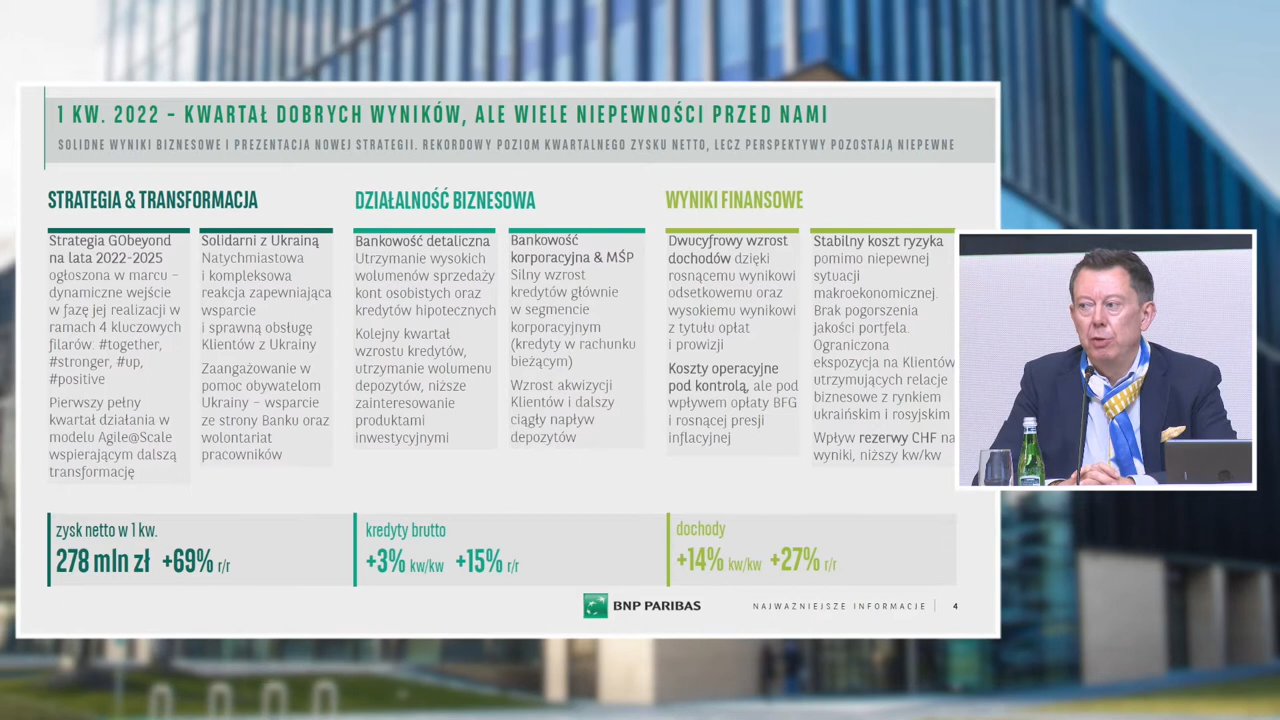 1 KW. 2022 – KWARTAŁ DOBRYCH WYNIKÓW, ALE WIELE NIEPEWNOŚCI PRZED NAMI
SOLIDNE WYNIKI BIZNESOWE I PREZENTACJA NOWEJ STRATEGII. REKORDOWY POZIOM KWARTALNEGO ZYSKU NETTO, LECZ PERSPEKTYWY POZOSTAJĄ NIEPEWNE
STRATEGIA & TRANSFORMACJA
Strategia GObeyond
na lata 2022-2025
ogłoszona w marcu –
dynamiczne wejście
w fazę jej realizacji w
ramach 4 kluczowych
filarów. #together,
#stronger, #up,
#positive
Pierwszy pełny
kwartał działania w
modelu Agile@Scale
wspierającym dalszą
transformację
Solidarni z Ukrainą
Natychmiastowa
i kompleksowa
reakcja zapewniająca
wsparcie
i sprawną obsługę
Klientów z Ukrainy
Zaangażowanie w
pomoc obywatelom
Ukrainy – wsparcie
ze strony Banku oraz
wolontariat
pracowników
DZIAŁALNOŚĆ BIZNESOWA
Bankowość detaliczna
Utrzymanie wysokich
wolumenów sprzedaży
kont osobistych oraz
kredytów hipotecznych
Kolejny kwartał
wzrostu kredytów,
utrzymanie wolumenu
depozytów, niższe
zainteresowanie
produktami
inwestycyjnymi
Bankowość
korporacyjna & MŚP
Silny wzrost
kredytów głównie
w segmencie
korporacyjnym
(kredyty w rachunku
bieżącym)
Wzrost akwizycji
Klientów i dalszy
ciągły napływ
depozytów
WYNIKI FINANSOWE
Dwucyfrowy wzrost
dochodów dzięki
rosnącemu wynikowi
odsetkowemu oraz
wysokiemu wynikowi
z tytułu opłat
i prowizji
Koszty operacyjne
pod kontrolą, ale pod
wpływem opłaty BFG
i rosnącej presji
inflacyjnej
Stabilny koszt ryzyka
pomimo niepewnej
sytuacji
makroekonomicznej.
Brak pogorszenia
jakości portfela.
Ograniczona
ekspozycja na Klientów
utrzymujących relacje
biznesowe z rynkiem
ukraińskim i rosyjskim
Wpływ rezerwy CHF na
wyniki, niższy kw/kw
zysk netto w 1 kw.
278 mln zł +69% r/r
kredyty brutto
+3% kw/kw +15% r/r
dochody
+14% kw/kw +27% r/r
BNP PARIBAS
NAJWAŻNIEJSZE INFORMACJE | 4